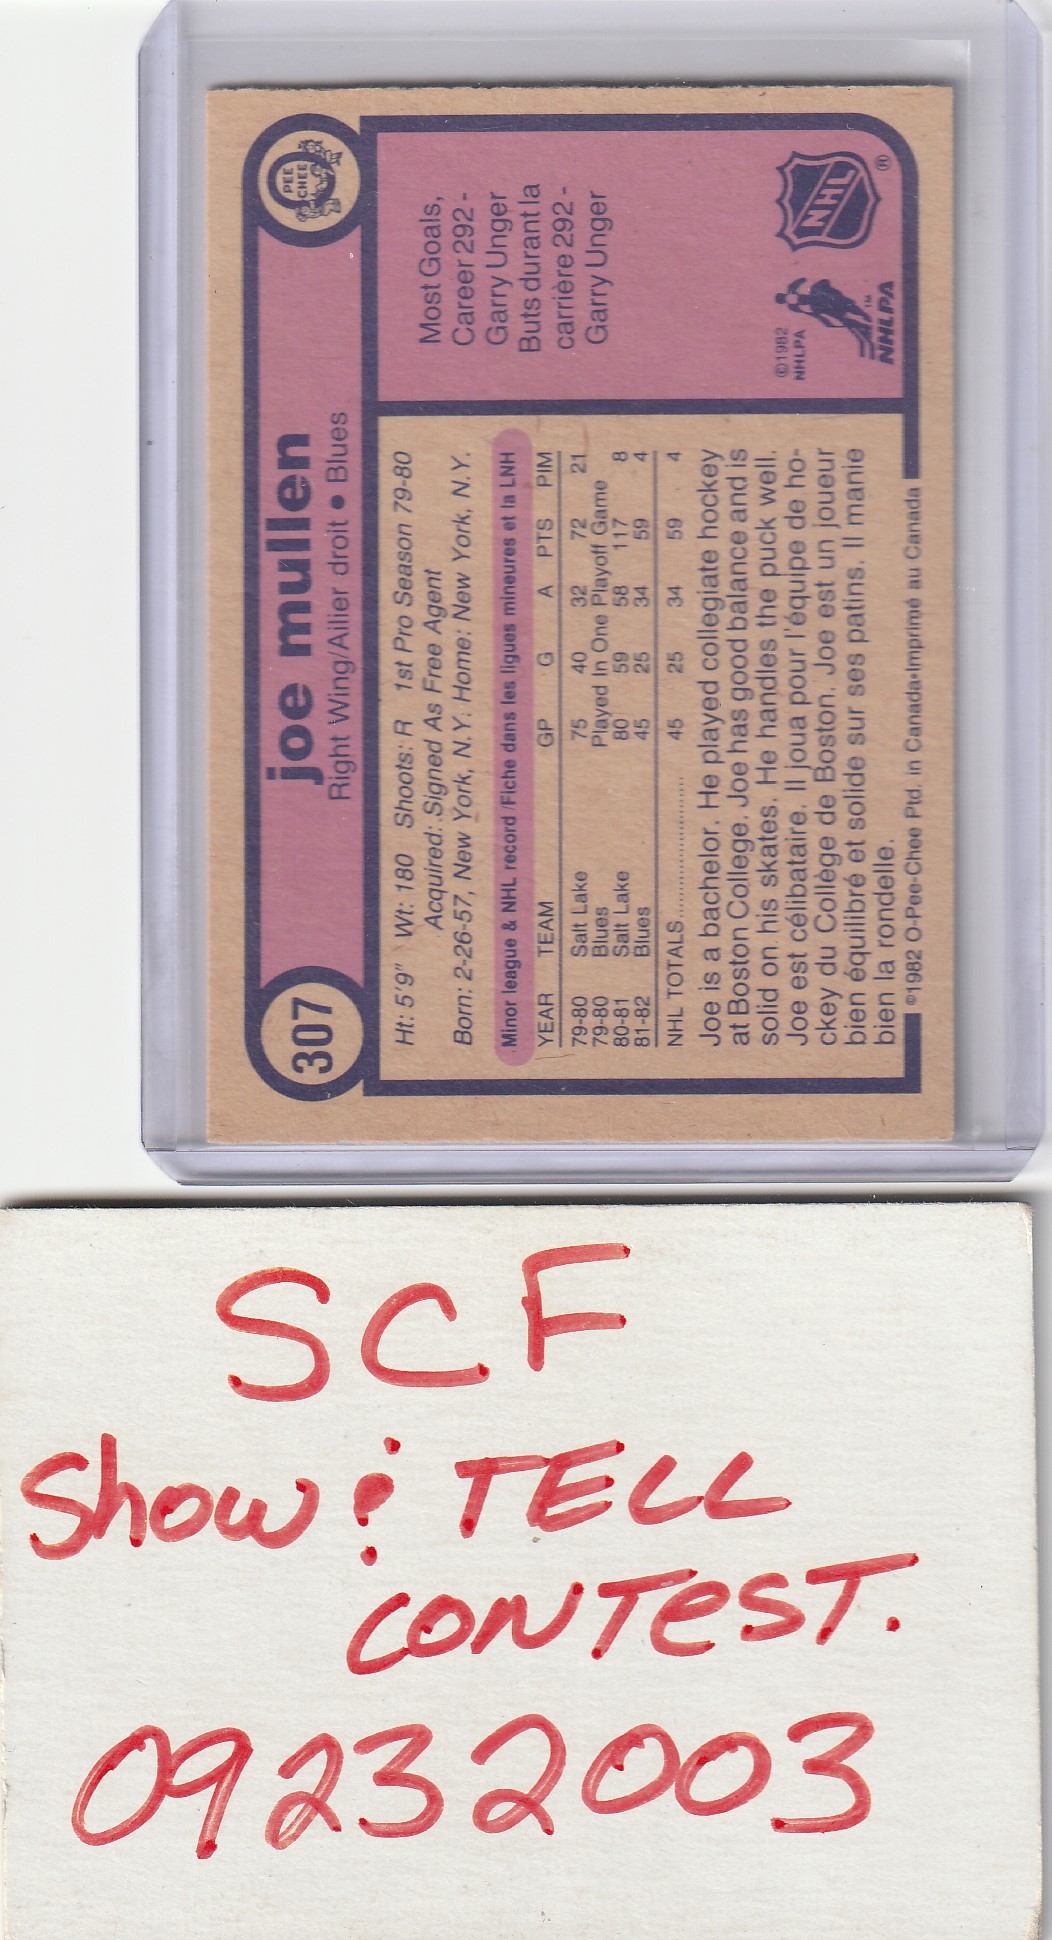 307
joe mullen
Right Wing/Ailier droit • Blues
O
PEE
CHEE
Ht: 5'9" Wt: 180 Shoots: R 1st Pro Season 79-80
Acquired: Signed As Free Agent
Born: 2-26-57, New York, N.Y. Home: New York, N.Y.
Minor league & NHL record/Fiche dans les ligues mineures et la LNH
YEAR TEAM GP G A PTS PIM
79-80 Salt Lake 75 40 32 72 21
79-80 Blues Played In One Playoff Game
80-81 Salt Lake 80 59 58 117 8
81-82 Blues 45 25 34 59 4
NHL TOTALS .................... 45 25 34 59 4
Joe is a bachelor. He played collegiate hockey
at Boston College. Joe has good balance and is
solid on his skates. He handles the puck well.
Joe est célibataire. Il joua pour l'équipe de ho-
ckey du Collège de Boston. Joe est un joueur
bien équilibré et solide sur ses patins. Il manie
bien la rondelle.
©1982 O-Pee-Chee Ptd. in Canada•Imprimé au Canada
Most Goals,
Career 292 -
Garry Unger
Buts durant la
carrière 292 -
Garry Unger
©1982
NHLPA
NHLPA™
NHL®
SCF
Show & TELL
CONTEST.
09232003